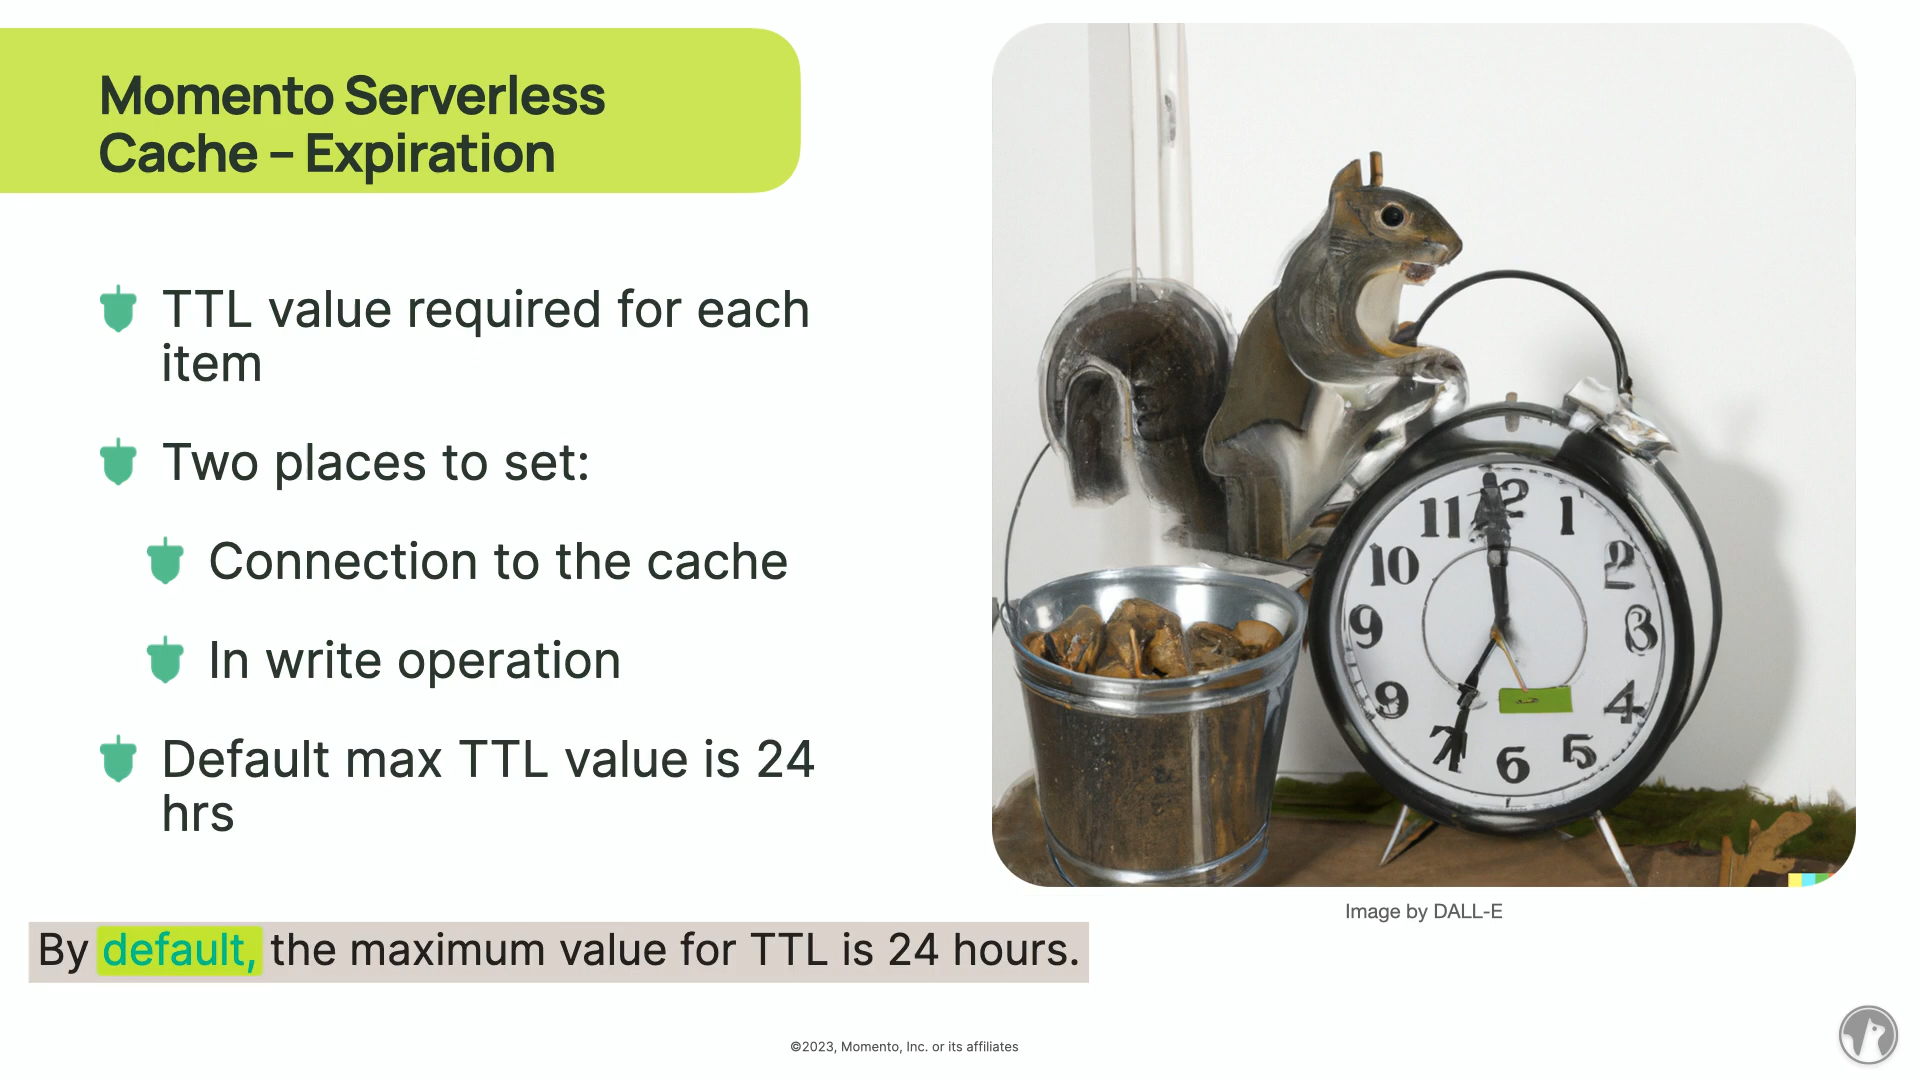 Momento Serverless
Cache – Expiration
TTL value required for each
item
Two places to set:
Connection to the cache
In write operation
Default max TTL value is 24
hrs
11 12 1
10 2
9 3
9 4
7 6 5
Image by DALL-E
By default, the maximum value for TTL is 24 hours.
©2023, Momento, Inc. or its affiliates